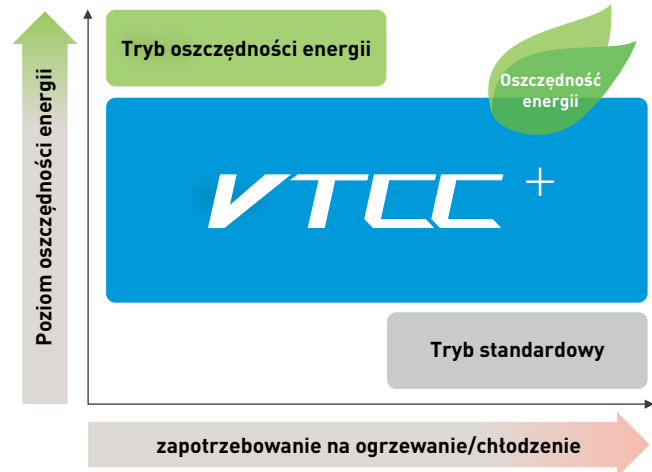 Tryb oszczędności energii
Oszczędność
energii
VTCC +
Poziom oszczędności energii
Tryb standardowy
zapotrzebowanie na ogrzewanie/chłodzenie